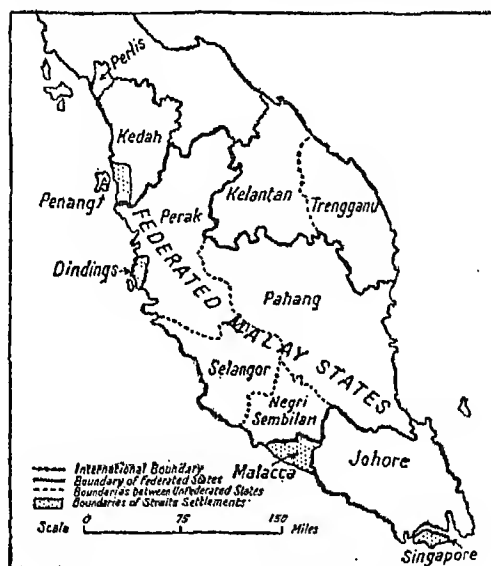 Perlis
Kedah
Penang
Perak
Kelantan
Trengganu
Dindings
FEDERATED MALAY STATES
Pahang
Selangor
Negri
Sembilan
Malacca
Johore
Singapore
International Boundary
Boundary of Federated States
Boundaries between Unfederated States
Boundaries of Straits Settlements
Scale 0 75 150 Miles